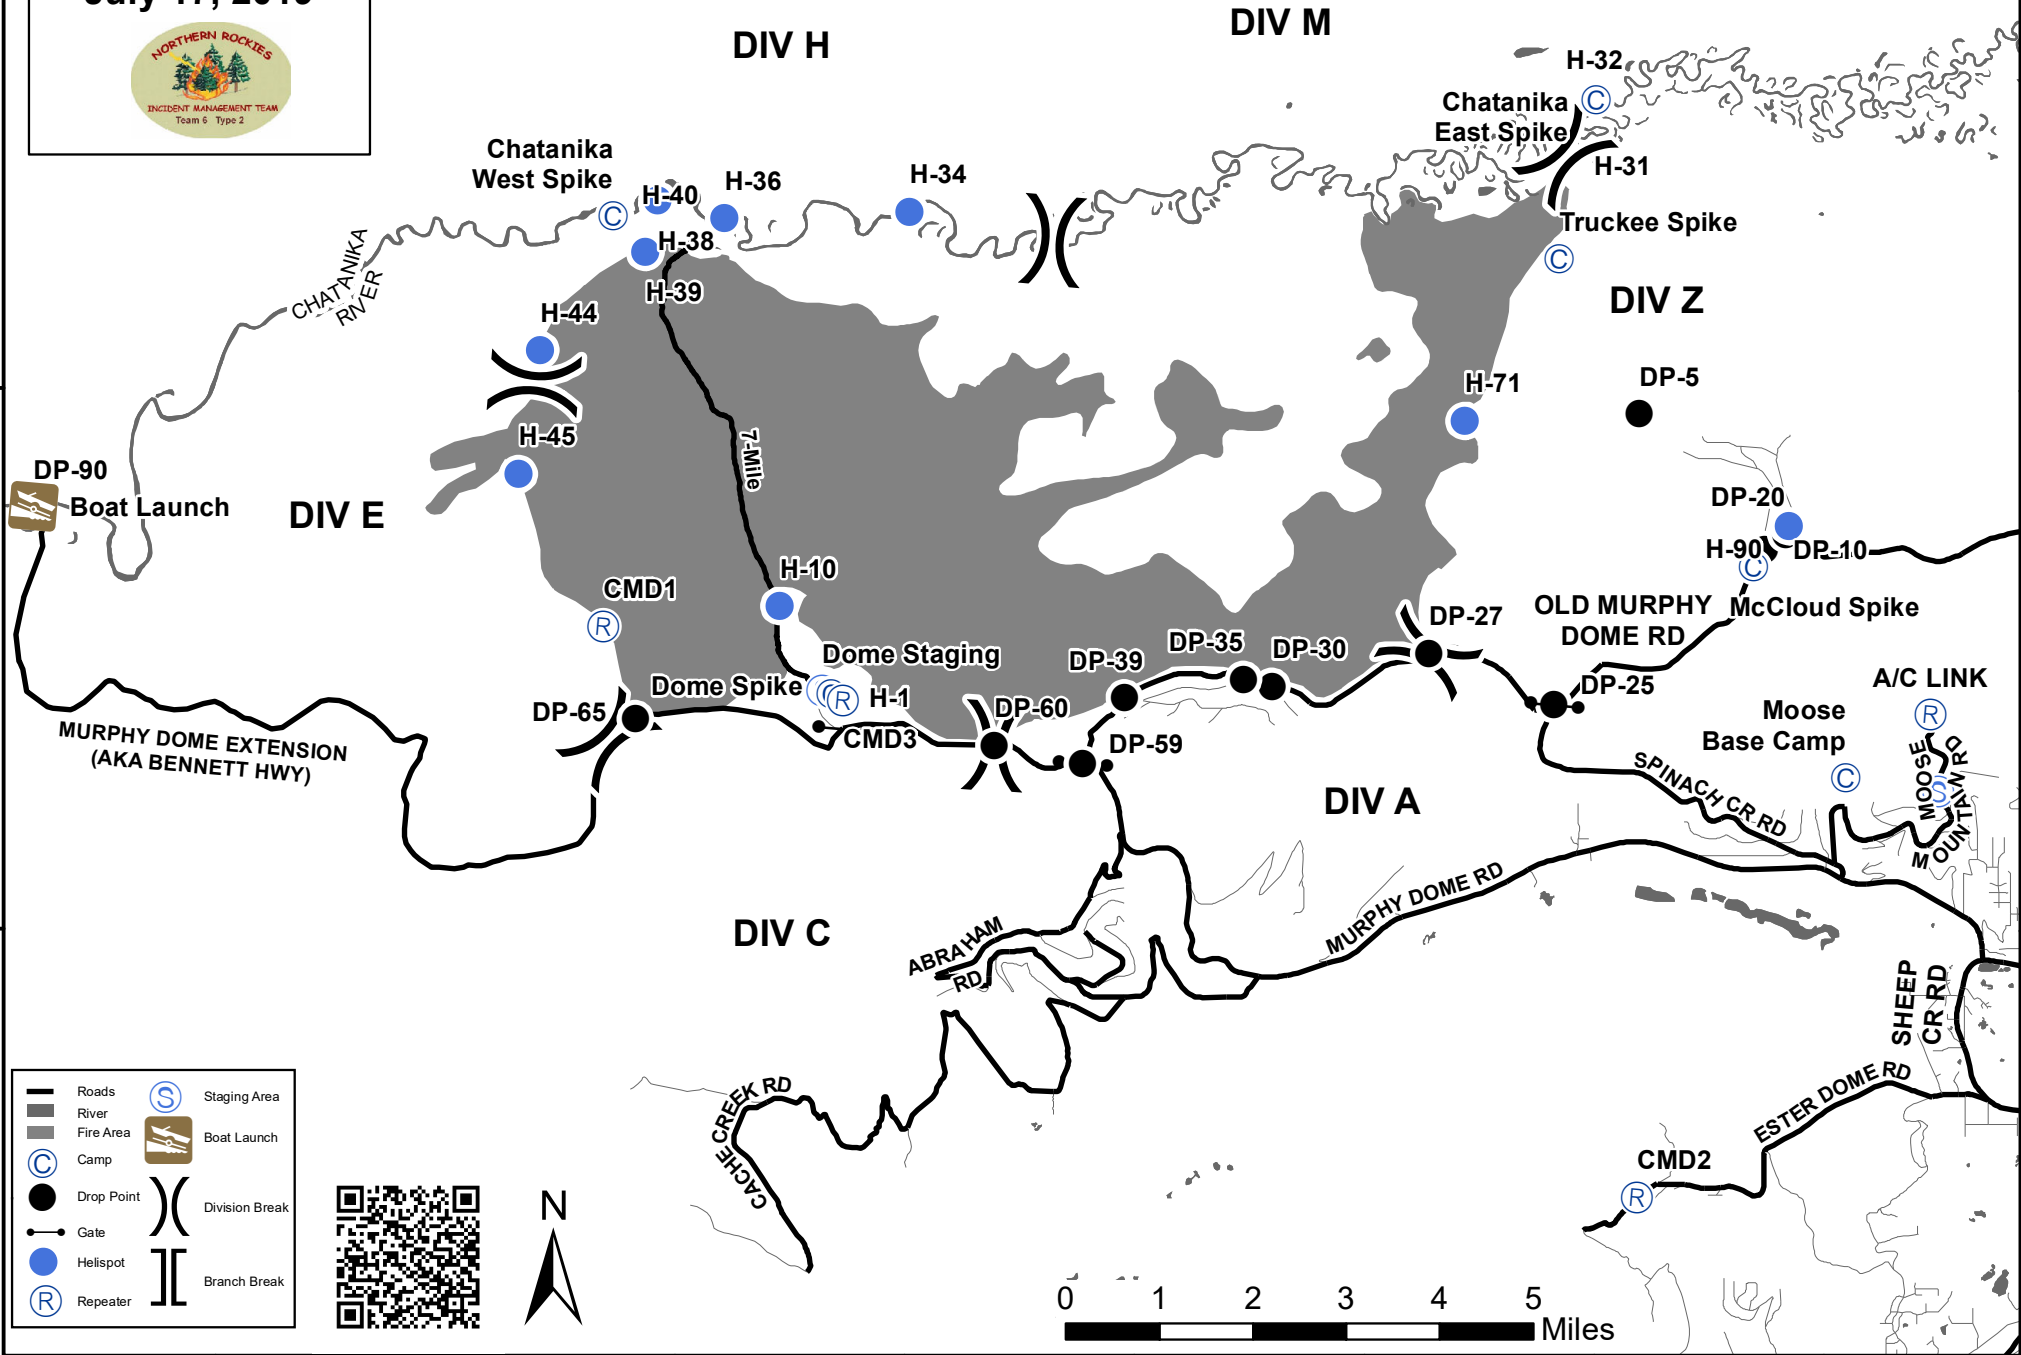 NORTHERN ROCKIES
INCIDENT MANAGEMENT TEAM
Team 6 Type 2
DIV H
DIV M
H-32
Chatanika
East Spike
H-31
Truckee Spike
Chatanika
West Spike
H-40
H-36
H-34
H-38
H-39
H-44
CHATANIKA
RIVER
DIV Z
H-71
DP-5
H-45
7-Mile
DP-90
Boat Launch
DIV E
DP-20
H-90
DP-10
CMD1
H-10
OLD MURPHY
DOME RD
McCloud Spike
DP-27
DP-35
DP-30
DP-39
Dome Staging
Dome Spike
H-1
DP-25
A/C LINK
DP-65
DP-60
CMD3
DP-59
Moose
Base Camp
MURPHY DOME EXTENSION
(AKA BENNETT HWY)
SPINACH CR RD
MOOSE
MOUNTAIN RD
DIV A
MURPHY DOME RD
DIV C
ABRAHAM
RD
SHEEP
CR RD
CACHE CREEK RD
ESTER DOME RD
CMD2
Roads
River
Fire Area
C
Camp
Drop Point
Gate
Helispot
R
Repeater
S
Staging Area
Boat Launch
Division Break
Branch Break
N
0 1 2 3 4 5
Miles